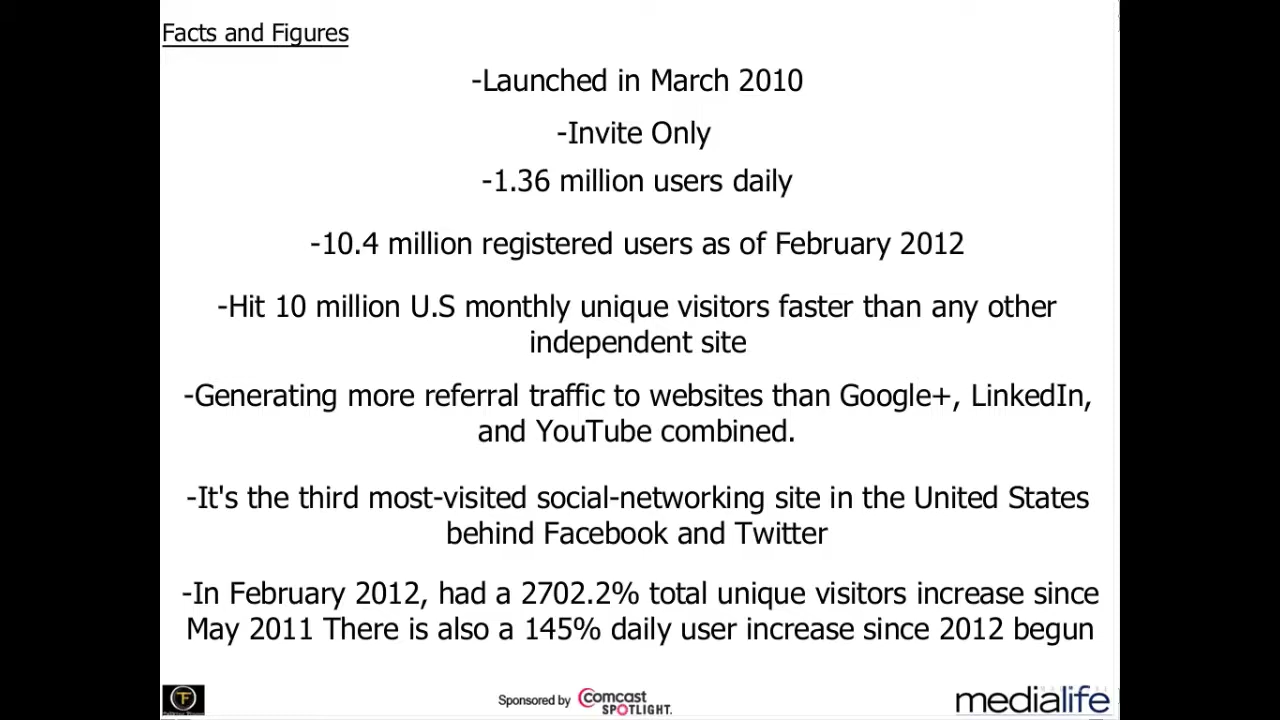 Facts and Figures
-Launched in March 2010
-Invite Only
-1.36 million users daily
-10.4 million registered users as of February 2012
-Hit 10 million U.S monthly unique visitors faster than any other
independent site
-Generating more referral traffic to websites than Google+, LinkedIn,
and YouTube combined.
-It's the third most-visited social-networking site in the United States
behind Facebook and Twitter
-In February 2012, had a 2702.2% total unique visitors increase since
May 2011 There is also a 145% daily user increase since 2012 begun
Sponsored by Comcast
SPOTLIGHT.
medialife